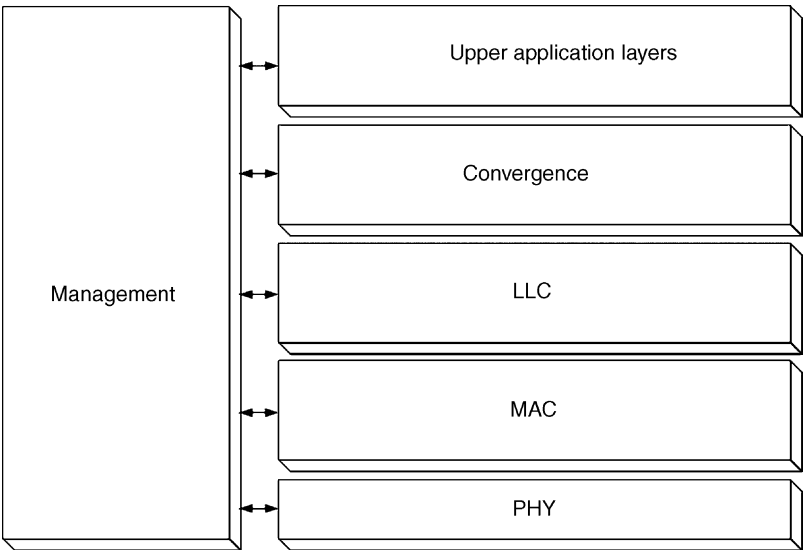 Upper application layers
Convergence
Management
LLC
MAC
PHY